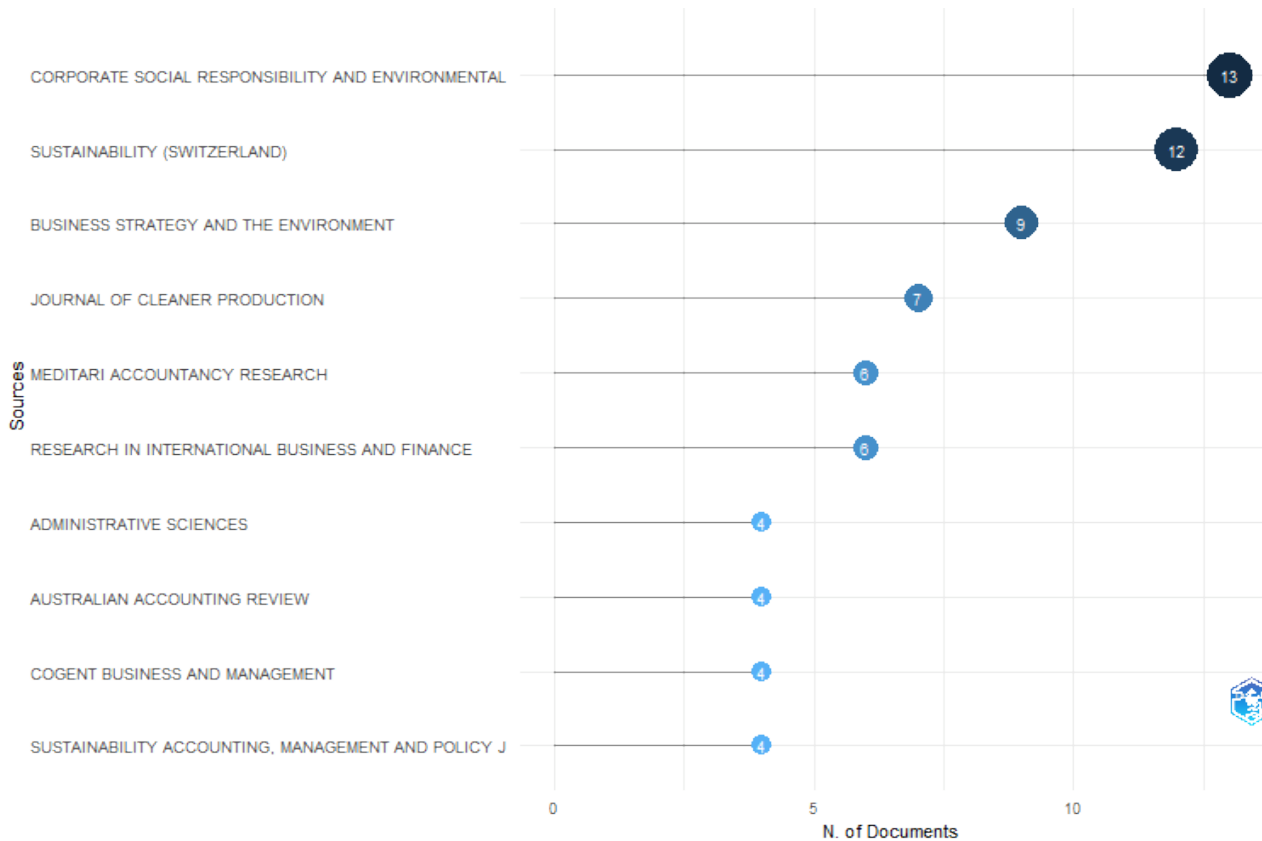 CORPORATE SOCIAL RESPONSIBILITY AND ENVIRONMENTAL
13
SUSTAINABILITY (SWITZERLAND)
12
BUSINESS STRATEGY AND THE ENVIRONMENT
9
JOURNAL OF CLEANER PRODUCTION
7
MEDITARI ACCOUNTANCY RESEARCH
6
Sources
RESEARCH IN INTERNATIONAL BUSINESS AND FINANCE
6
ADMINISTRATIVE SCIENCES
4
AUSTRALIAN ACCOUNTING REVIEW
4
COGENT BUSINESS AND MANAGEMENT
4
SUSTAINABILITY ACCOUNTING, MANAGEMENT AND POLICY J
4
0
5
10
N. of Documents